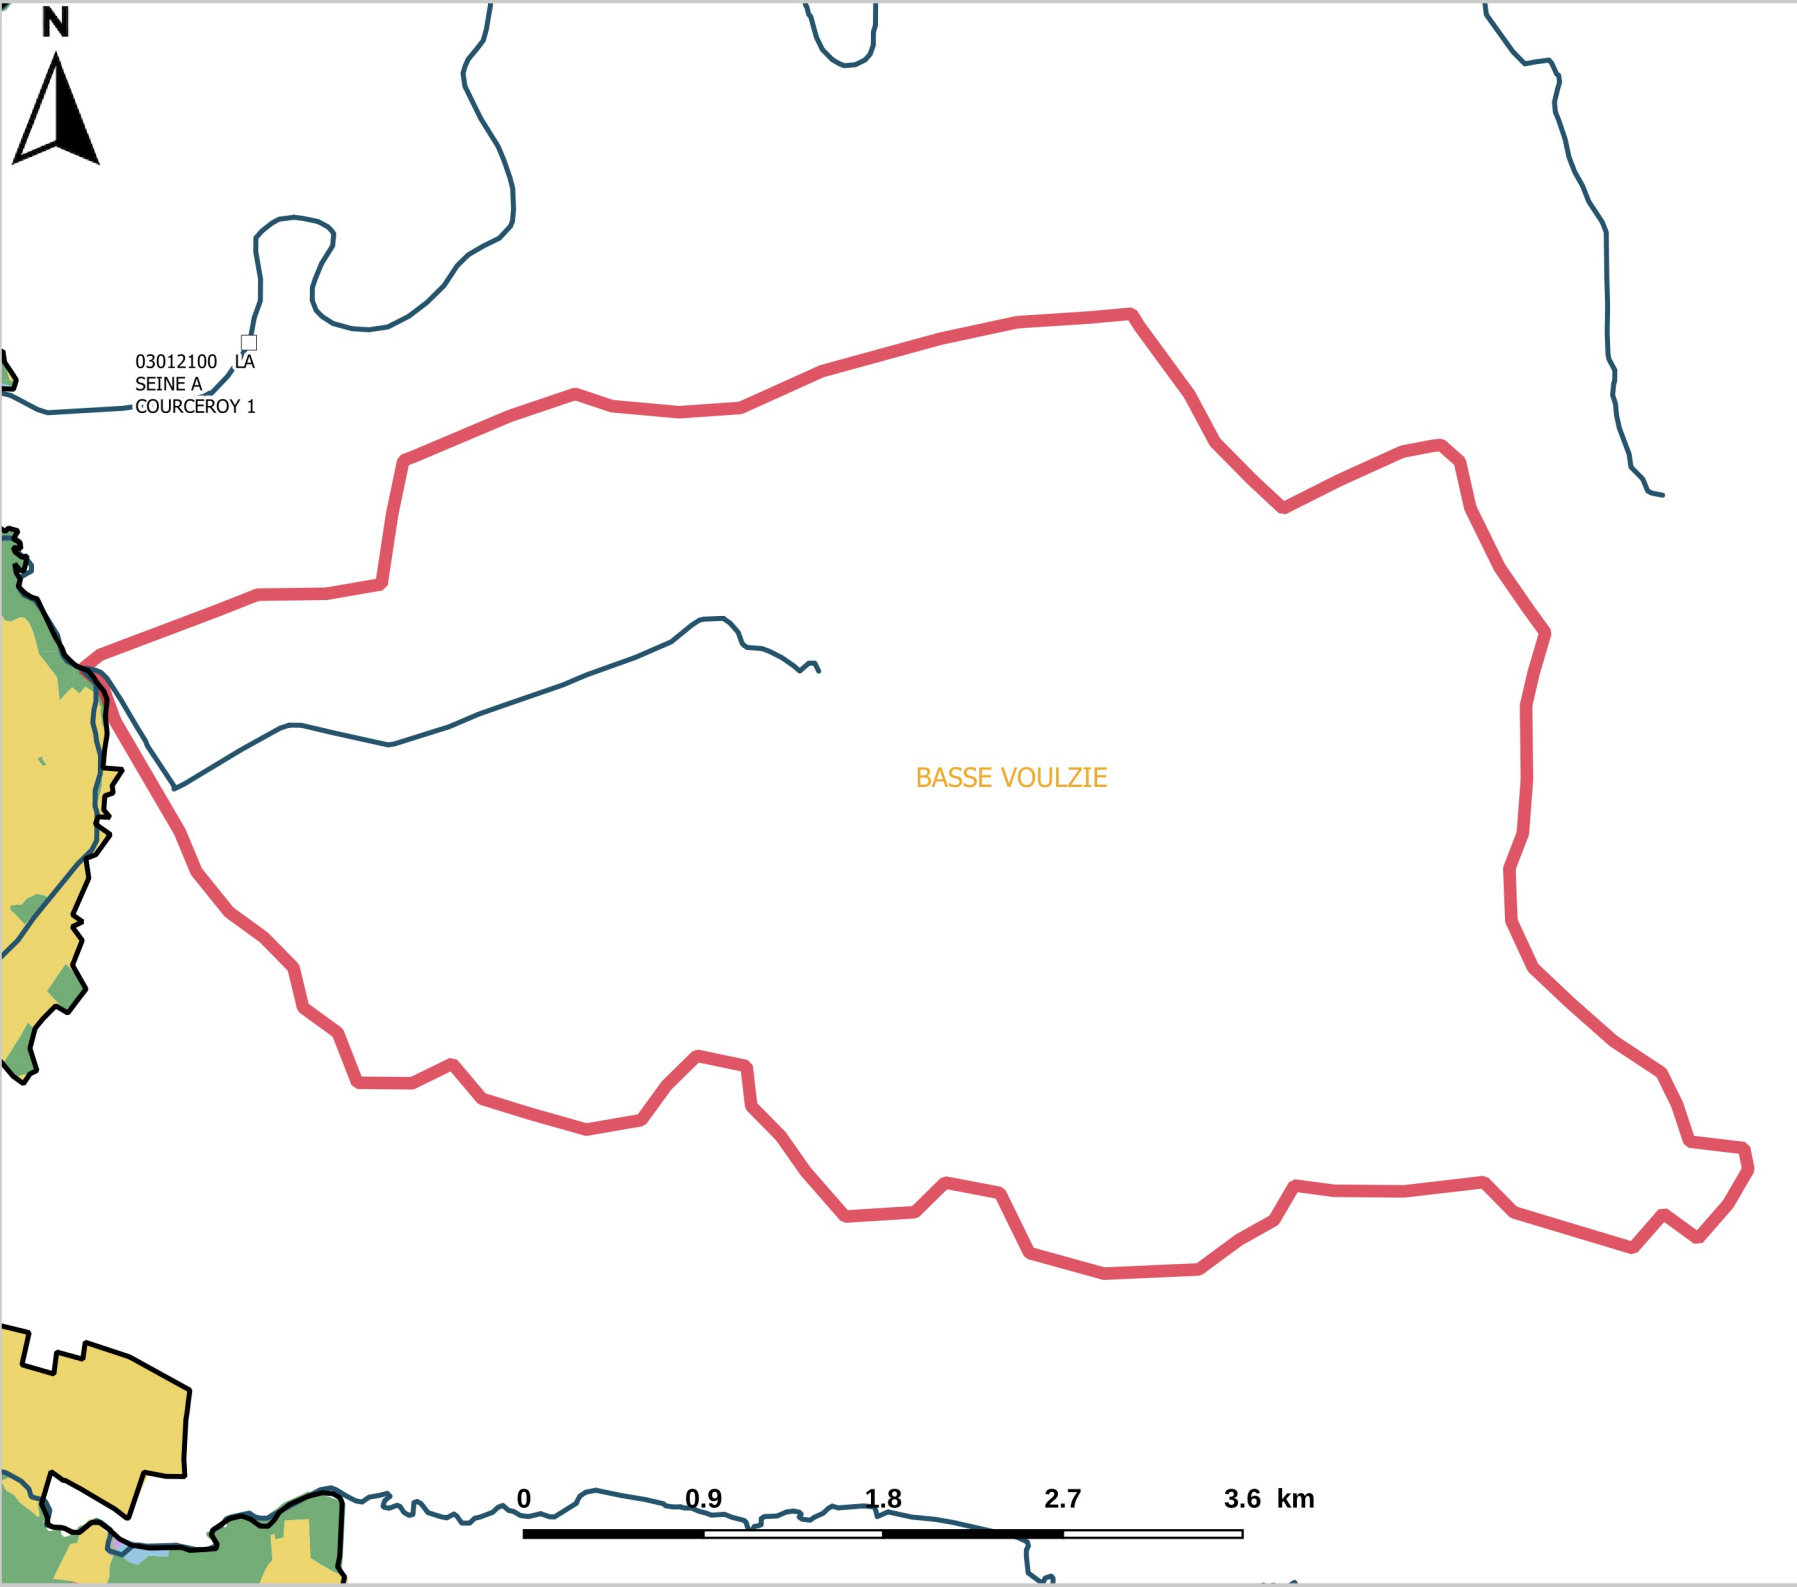 N
03012100 LA
SEINE A
COURCEROY 1
BASSE VOULZIE
0 0.9 1.8 2.7 3.6 km